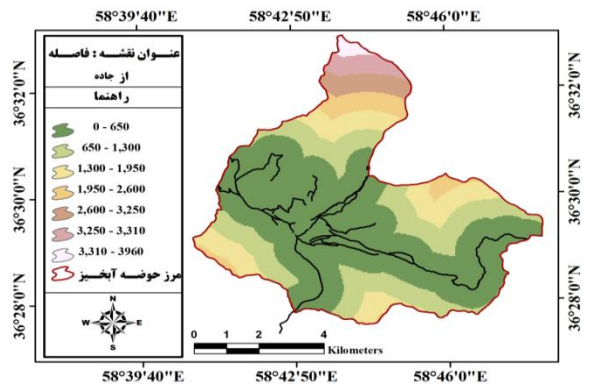 58°39'40"E 58°42'50"E 58°46'0"E
عنوان نقشه : فاصله
از جاده
راهنما
0 - 650
650 - 1,300
1,300 - 1,950
1,950 - 2,600
2,600 - 3,250
3,250 - 3,310
3,310 - 3960
مرز حوضه آبخیز
N
W E
S
36°32'0"N
36°30'0"N
36°28'0"N
36°32'0"N
36°30'0"N
36°28'0"N
0 1 2 4
Kilometers
58°39'40"E 58°42'50"E 58°46'0"E